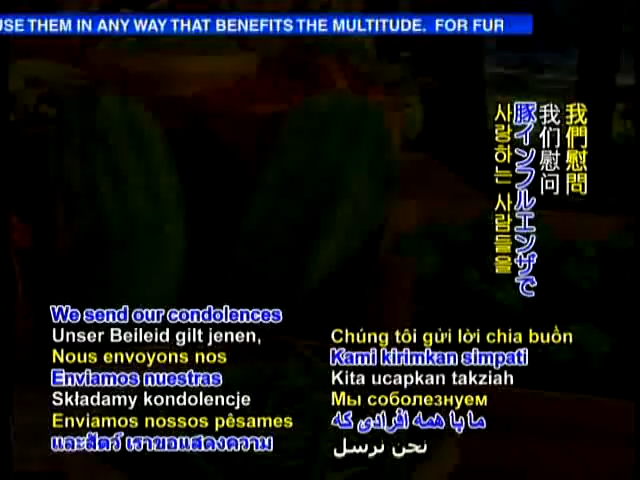 USE THEM IN ANY WAY THAT BENEFITS THE MULTITUDE. FOR FUR
我們慰問
我们慰问
豚インフルエンザで
사랑하는 사람들을
We send our condolences
Unser Beileid gilt jenen,
Nous envoyons nos
Enviamos nuestras
Składamy kondolencje
Enviamos nossos pêsames
และสัตว์ เราขอแสดงความ
Chúng tôi gửi lời chia buồn
Kami kirimkan simpati
Kita ucapkan takziah
Мы соболезнуем
ما با همه افرادی که
نحن نرسل